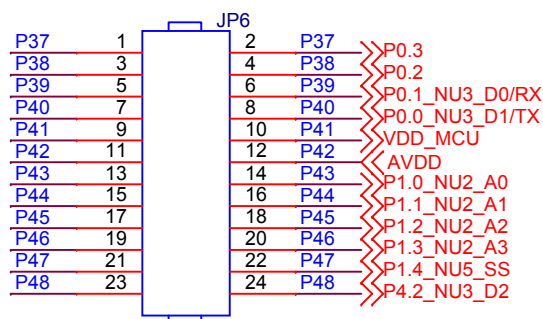 JP6
P37 1 2 P37 P0.3
P38 3 4 P38 P0.2
P39 5 6 P39 P0.1_NU3_D0/RX
P40 7 8 P40 P0.0_NU3_D1/TX
P41 9 10 P41 VDD_MCU
P42 11 12 P42 AVDD
P43 13 14 P43 P1.0_NU2_A0
P44 15 16 P44 P1.1_NU2_A1
P45 17 18 P45 P1.2_NU2_A2
P46 19 20 P46 P1.3_NU2_A3
P47 21 22 P47 P1.4_NU5_SS
P48 23 24 P48 P4.2_NU3_D2